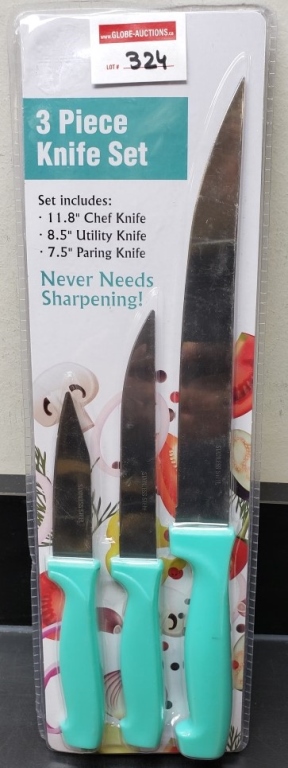 www.GLOBE-AUCTIONS.ca
LOT # 324
3 Piece
Knife Set
Set includes:
· 11.8" Chef Knife
· 8.5" Utility Knife
· 7.5" Paring Knife
Never Needs
Sharpening!